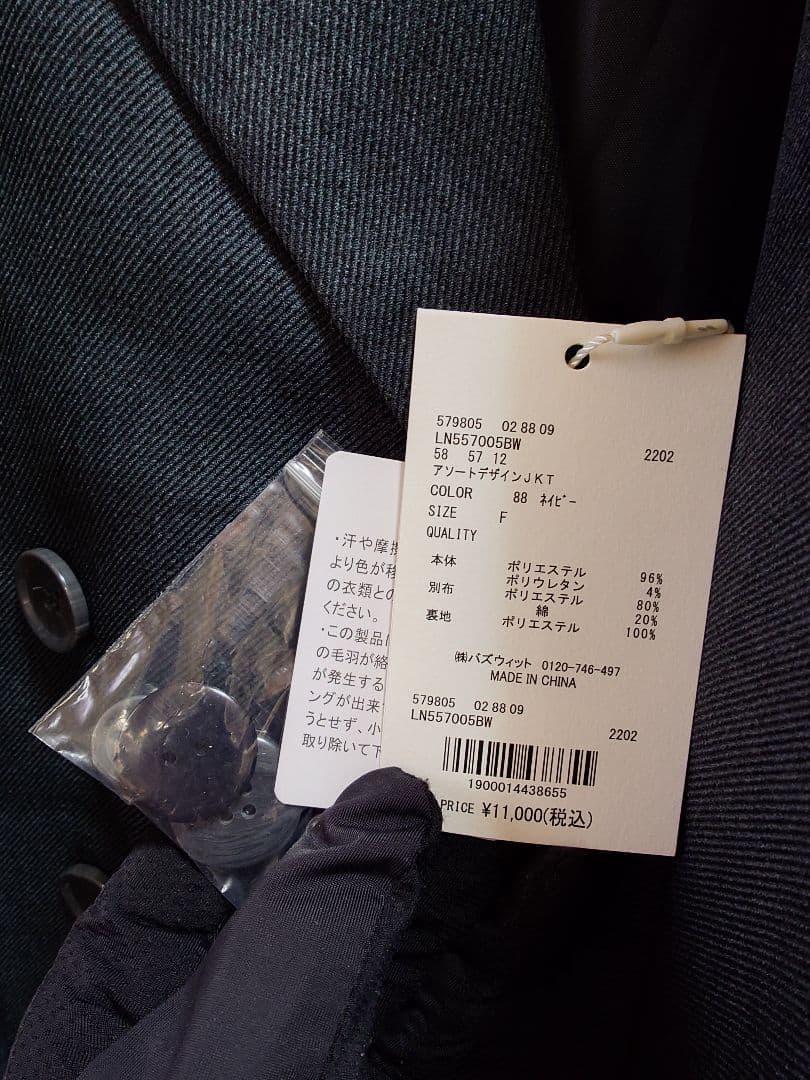 579805 02 88 09
LN557005BW
58 57 12 2202
アソートデザインJKT
COLOR 88 ネイビー
SIZE F
QUALITY
本体 ポリエステル 96%
ポリウレタン 4%
別布 ポリエステル 80%
綿 20%
裏地 ポリエステル 100%
㈱バズウィット 0120-746-497
MADE IN CHINA
579805 02 88 09
LN557005BW
2202
1900014438655
PRICE ¥11,000(税込)
・汗や摩擦
より色が移
の衣類との
ください。
・この製品は
の毛羽が絡
が発生する
ングが出来
うとせず、小
取り除いて下